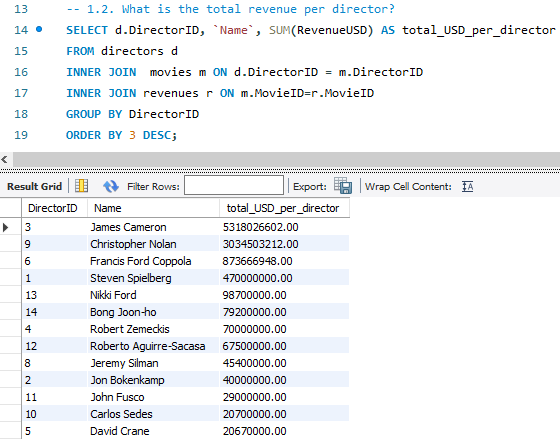 13 -- 1.2. What is the total revenue per director?
14 SELECT d.DirectorID, `Name`, SUM(RevenueUSD) AS total_USD_per_director
15 FROM directors d
16 INNER JOIN  movies m ON d.DirectorID = m.DirectorID
17 INNER JOIN revenues r ON m.MovieID=r.MovieID
18 GROUP BY DirectorID
19 ORDER BY 3 DESC;
Result Grid Filter Rows: Export: Wrap Cell Content: IA
DirectorID Name total_USD_per_director
3 James Cameron 5318026602.00
9 Christopher Nolan 3034503212.00
6 Francis Ford Coppola 873666948.00
1 Steven Spielberg 470000000.00
13 Nikki Ford 98700000.00
14 Bong Joon-ho 79200000.00
4 Robert Zemeckis 70000000.00
12 Roberto Aguirre-Sacasa 67500000.00
8 Jeremy Silman 45400000.00
2 Jon Bokenkamp 40000000.00
11 John Fusco 29000000.00
10 Carlos Sedes 20700000.00
5 David Crane 20670000.00